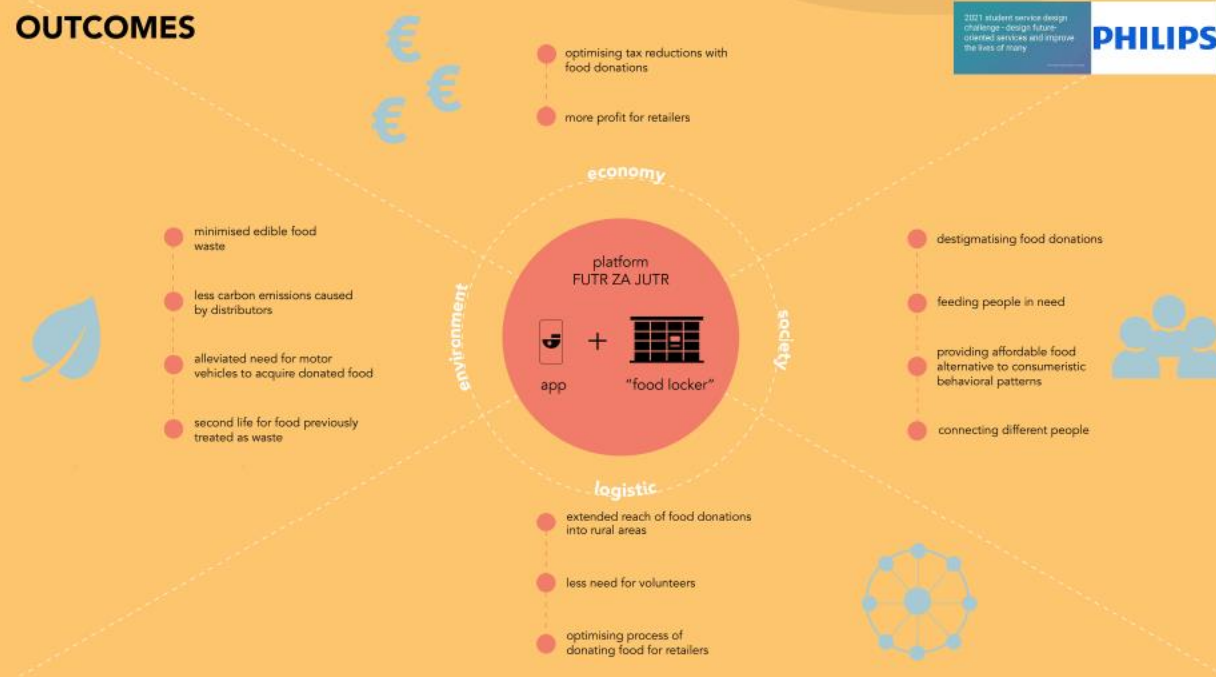 OUTCOMES
2021 student service design
challenge - design future-
oriented services and improve
the lives of many
PHILIPS
optimising tax reductions with
food donations
more profit for retailers
economy
minimised edible food
waste
less carbon emissions caused
by distributors
alleviated need for motor
vehicles to acquire donated food
second life for food previously
treated as waste
environment
platform
FUTR ZA JUTR
+
app
"food locker"
society
destigmatising food donations
feeding people in need
providing affordable food
alternative to consumeristic
behavioral patterns
connecting different people
logistic
extended reach of food donations
into rural areas
less need for volunteers
optimising process of
donating food for retailers